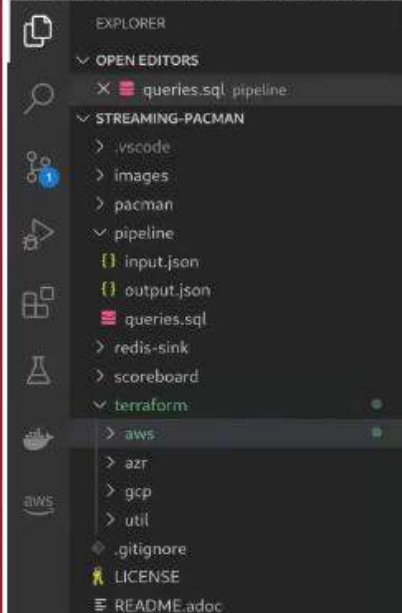 EXPLORER
OPEN EDITORS
queries.sql pipeline
STREAMING-PACMAN
.vscode
images
pacman
pipeline
{} input.json
{} output.json
queries.sql
redis-sink
scoreboard
terraform
aws
azr
gcp
util
.gitignore
LICENSE
README.adoc
1
aws